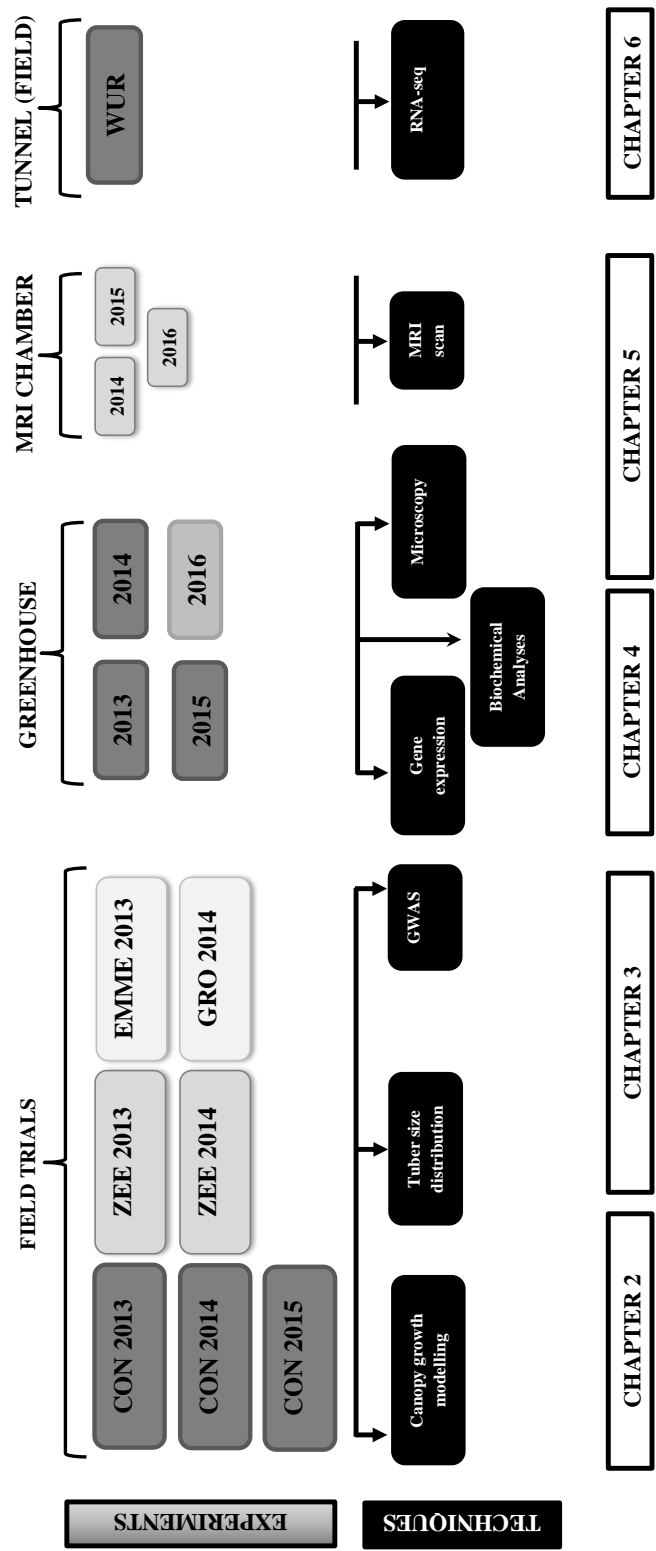 FIELD TRIALS
GREENHOUSE
MRI CHAMBER
TUNNEL (FIELD)
EXPERIMENTS
CON 2013
ZEE 2013
EMME 2013
2013
2014
2014
2015
WUR
CON 2014
ZEE 2014
GRO 2014
2015
2016
2016
CON 2015
TECHNIQUES
Canopy growth
modelling
Tuber size
distribution
GWAS
Gene
expression
Microscopy
MRI
scan
RNA-seq
Biochemical
Analyses
CHAPTER 2
CHAPTER 3
CHAPTER 4
CHAPTER 5
CHAPTER 6